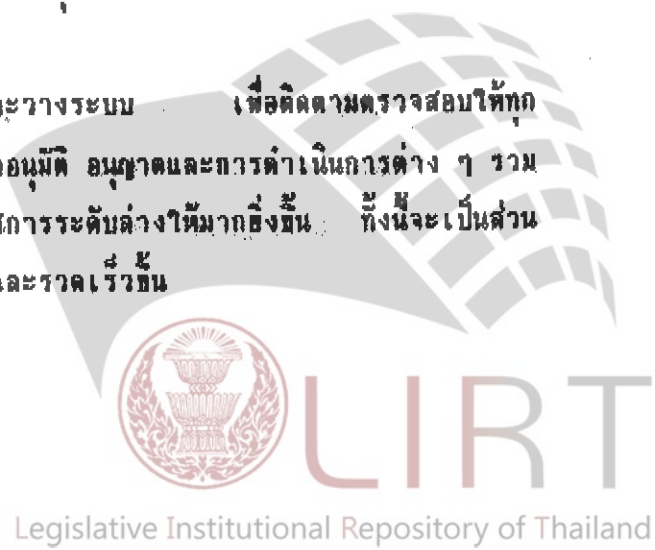 ะวางระบบ เพื่อติดตามตรวจสอบให้ทุก
อนุมัติ อนุญาตและการดำเนินการต่าง ๆ รวม
การระดับล่างให้มากยิ่งขึ้น ทั้งนี้จะเป็นส่วน
และรวดเร็วขึ้น
LIRT
Legislative Institutional Repository of Thailand